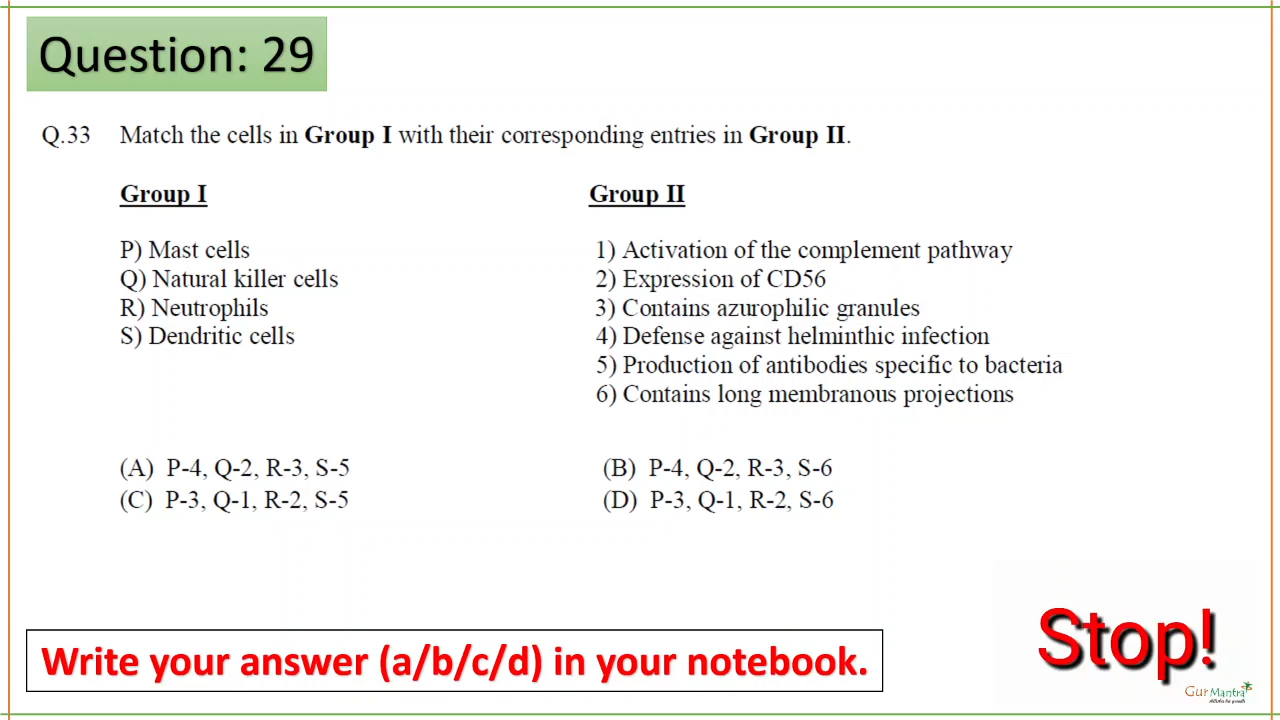 Question: 29
Q.33 Match the cells in Group I with their corresponding entries in Group II.
Group I Group II
P) Mast cells 1) Activation of the complement pathway
Q) Natural killer cells 2) Expression of CD56
R) Neutrophils 3) Contains azurophilic granules
S) Dendritic cells 4) Defense against helminthic infection
5) Production of antibodies specific to bacteria
6) Contains long membranous projections
(A) P-4, Q-2, R-3, S-5 (B) P-4, Q-2, R-3, S-6
(C) P-3, Q-1, R-2, S-5 (D) P-3, Q-1, R-2, S-6
Stop!
Write your answer (a/b/c/d) in your notebook.
Gur Mantra